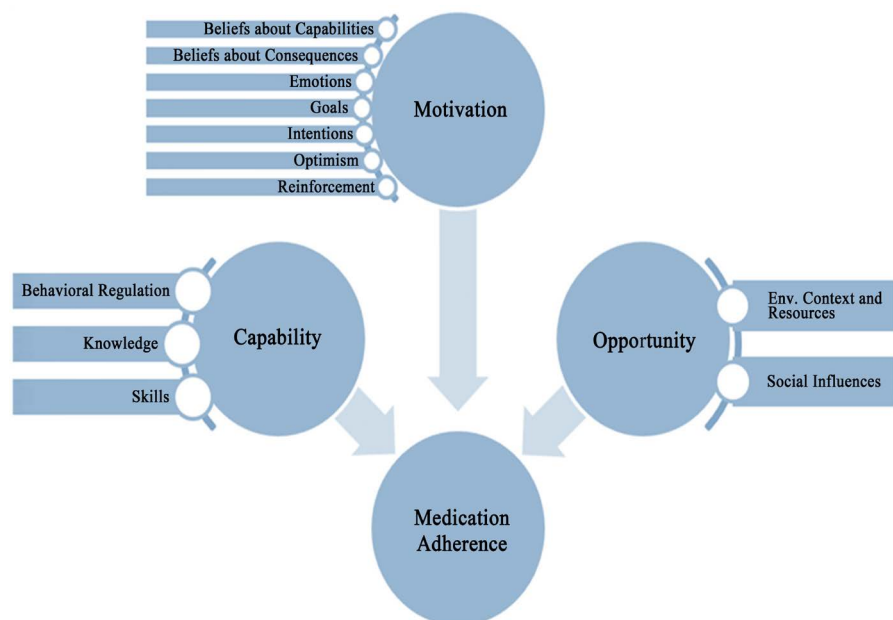 Beliefs about Capabilities
Beliefs about Consequences
Emotions
Goals
Intentions
Optimism
Reinforcement
Motivation
Behavioral Regulation
Knowledge
Skills
Capability
Opportunity
Env. Context and
Resources
Social Influences
Medication
Adherence